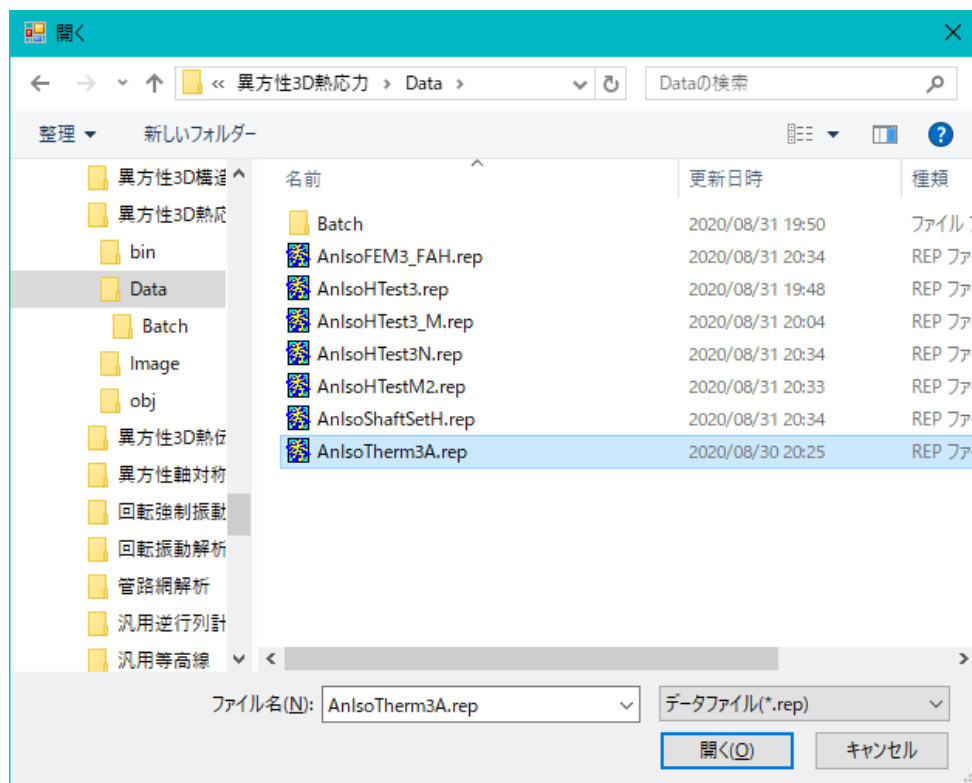 開く
« 異方性3D熱応力 › Data ›
Dataの検索
整理
新しいフォルダー
異方性3D構造
異方性3D熱応
bin
Data
Batch
Image
obj
異方性3D熱伝
異方性軸対称
回転強制振動
回転振動解析
管路網解析
汎用逆行列計
汎用等高線
名前 更新日時 種類
Batch 2020/08/31 19:50 ファイル フ
AnIsoFEM3_FAH.rep 2020/08/31 20:34 REP ファ
AnIsoHTest3.rep 2020/08/31 19:48 REP ファ
AnIsoHTest3_M.rep 2020/08/31 20:04 REP ファ
AnIsoHTest3N.rep 2020/08/31 20:34 REP ファ
AnIsoHTestM2.rep 2020/08/31 20:33 REP ファ
AnIsoShaftSetH.rep 2020/08/31 20:34 REP ファ
AnIsoTherm3A.rep 2020/08/30 20:25 REP ファ
ファイル名(N): AnIsoTherm3A.rep
データファイル(*.rep)
開く(O) キャンセル